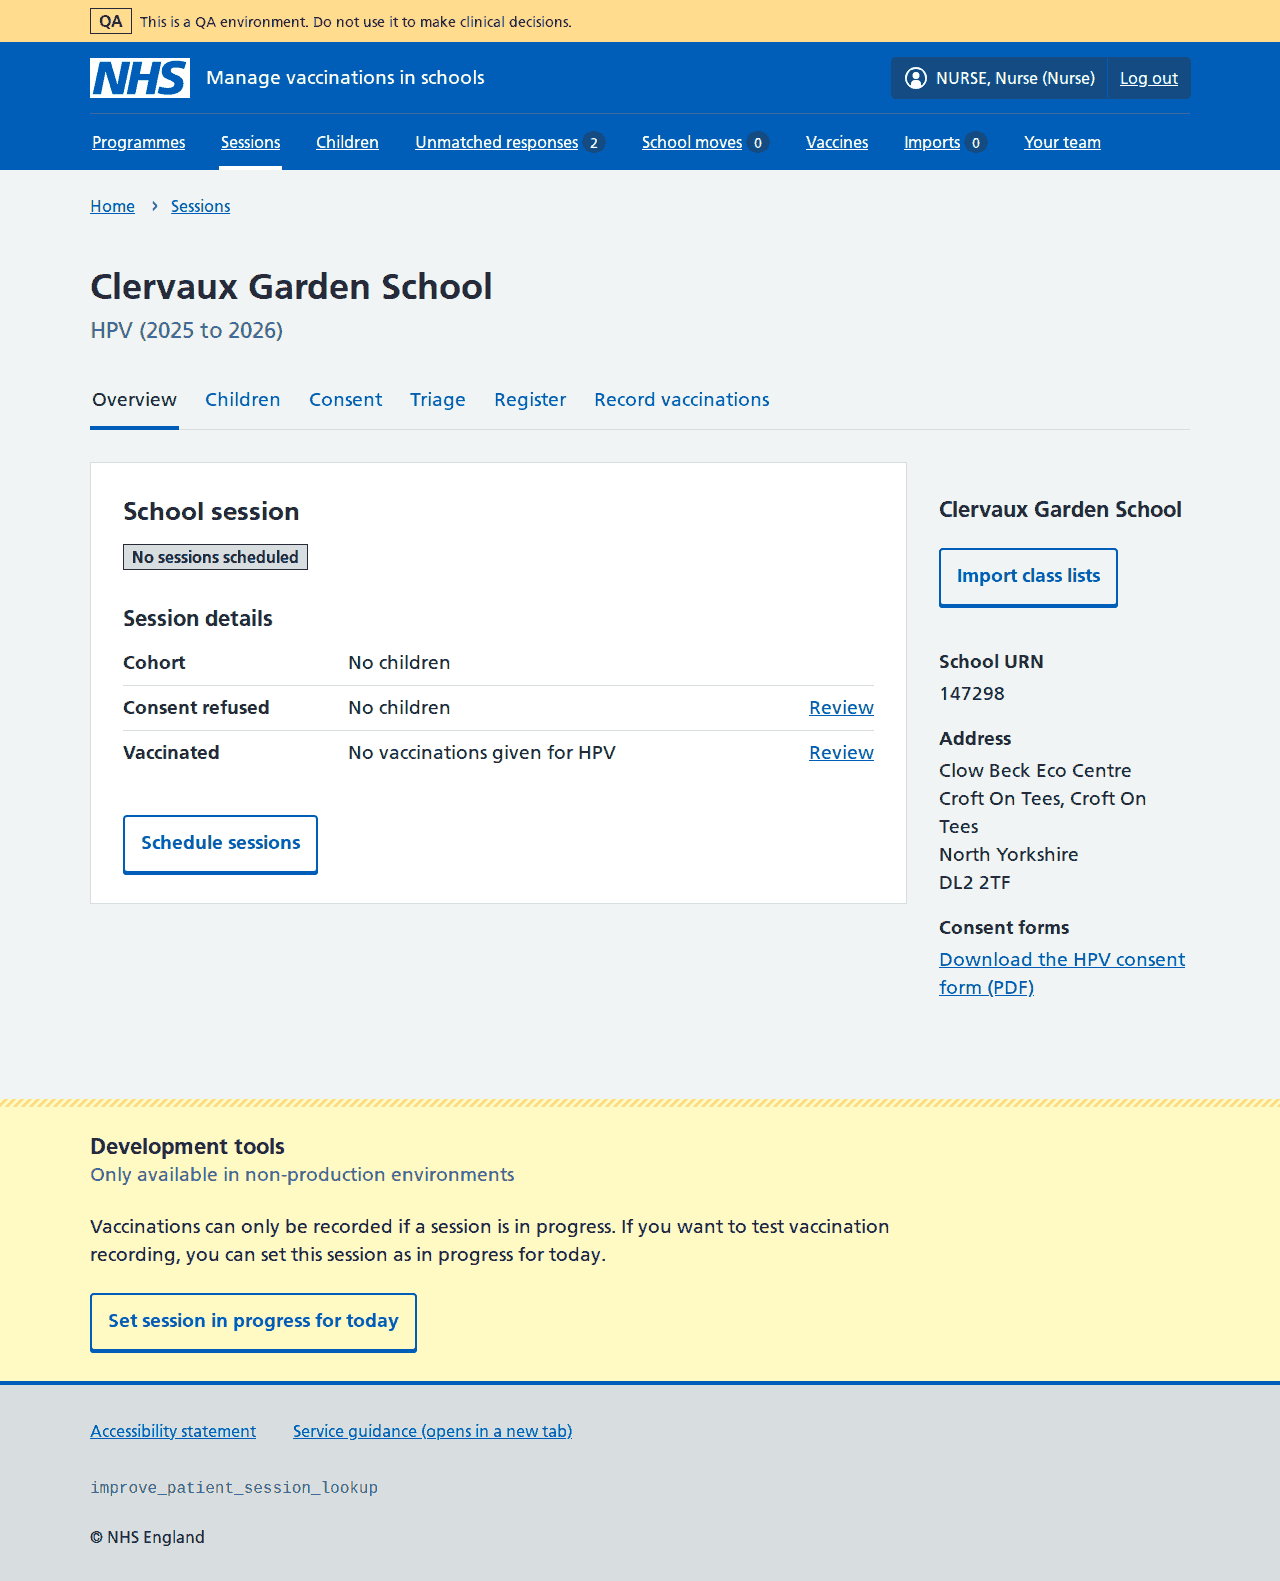 QA This is a QA environment. Do not use it to make clinical decisions.
NHS Manage vaccinations in schools NURSE, Nurse (Nurse) Log out
Programmes Sessions Children Unmatched responses 2 School moves 0 Vaccines Imports 0 Your team
Home › Sessions
Clervaux Garden School
HPV (2025 to 2026)
Overview Children Consent Triage Register Record vaccinations
School session
No sessions scheduled
Session details
Cohort No children
Consent refused No children Review
Vaccinated No vaccinations given for HPV Review
Schedule sessions
Clervaux Garden School
Import class lists
School URN
147298
Address
Clow Beck Eco Centre
Croft On Tees, Croft On
Tees
North Yorkshire
DL2 2TF
Consent forms
Download the HPV consent
form (PDF)
Development tools
Only available in non-production environments
Vaccinations can only be recorded if a session is in progress. If you want to test vaccination
recording, you can set this session as in progress for today.
Set session in progress for today
Accessibility statement Service guidance (opens in a new tab)
improve_patient_session_lookup
© NHS England